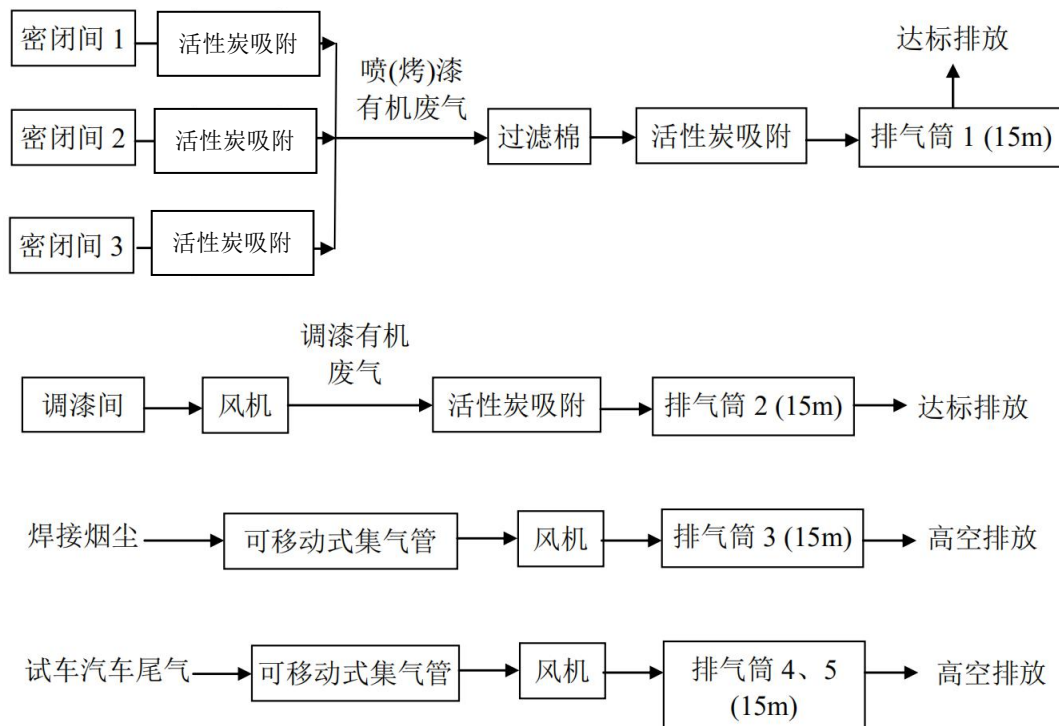 密闭间 1
活性炭吸附
密闭间 2
活性炭吸附
密闭间 3
活性炭吸附
喷(烤)漆
有机废气
过滤棉
活性炭吸附
排气筒 1 (15m)
达标排放
调漆间
风机
调漆有机
废气
活性炭吸附
排气筒 2 (15m)
达标排放
焊接烟尘
可移动式集气管
风机
排气筒 3 (15m)
高空排放
试车汽车尾气
可移动式集气管
风机
排气筒 4、5
(15m)
高空排放